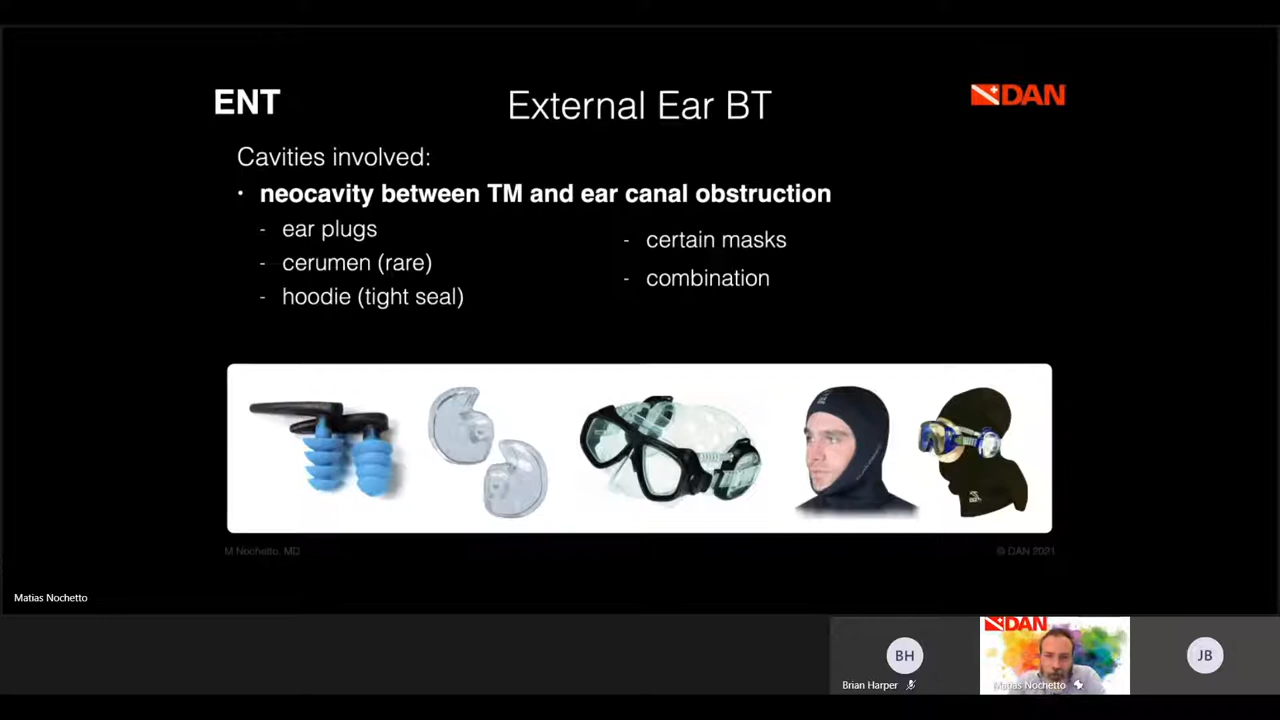 ENT
External Ear BT
DAN
Cavities involved:
• neocavity between TM and ear canal obstruction
- ear plugs
- cerumen (rare)
- hoodie (tight seal)
- certain masks
- combination
M Nochetto, MD
© DAN 2021
Matias Nochetto
DAN
BH
Brian Harper
Matias Nochetto
JB